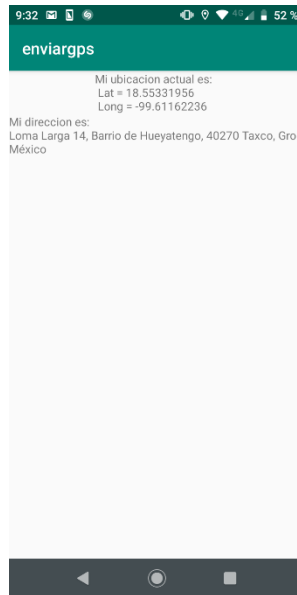 9:32 4G 52 %
enviargps
Mi ubicacion actual es:
Lat = 18.55331956
Long = -99.61162236
Mi direccion es:
Loma Larga 14, Barrio de Hueyatengo, 40270 Taxco, Gro
México